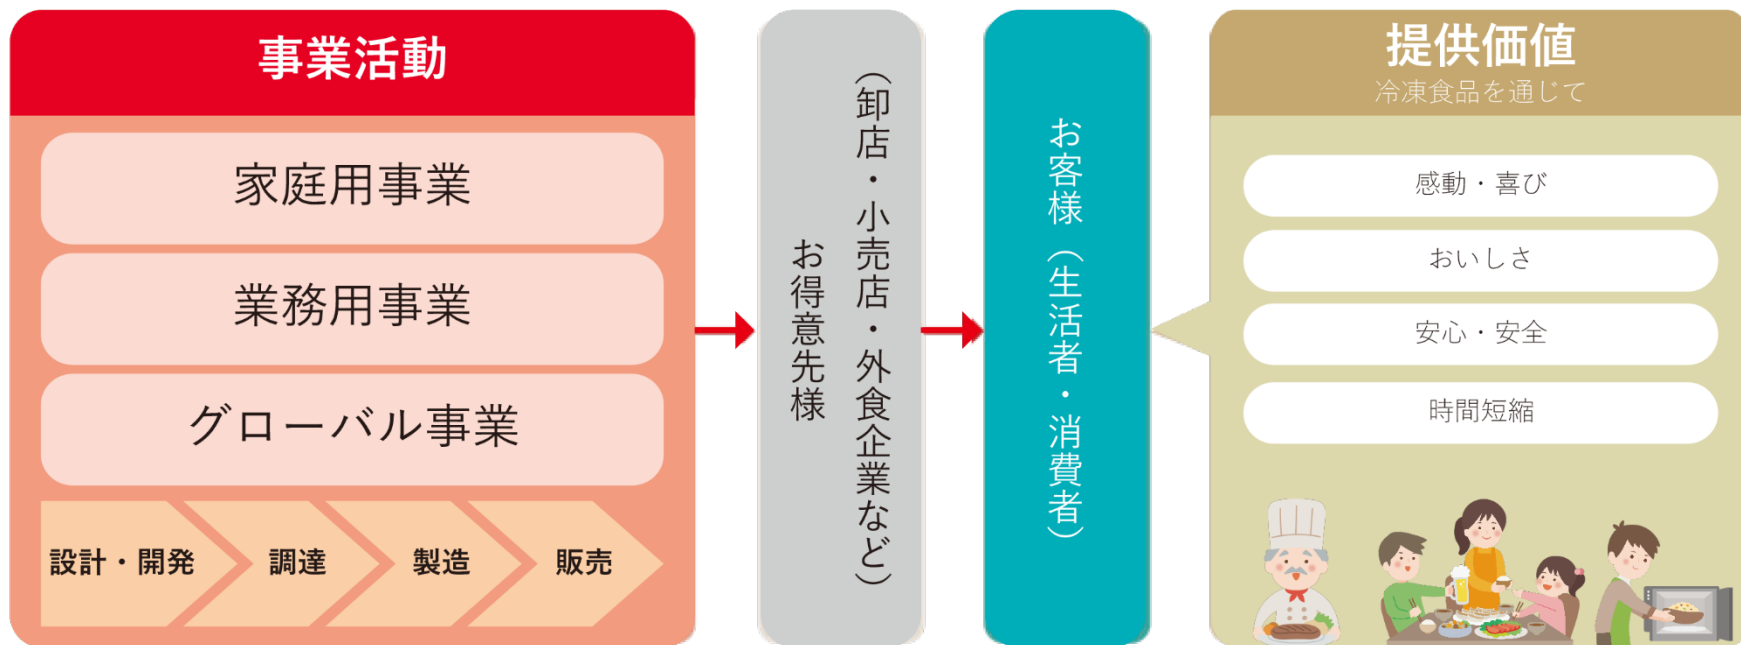 事業活動
家庭用事業
業務用事業
グローバル事業
設計・開発
調達
製造
販売
(卸店・小売店・外食企業など)
お得意先様
お客様(生活者・消費者)
提供価値
冷凍食品を通じて
感動・喜び
おいしさ
安心・安全
時間短縮